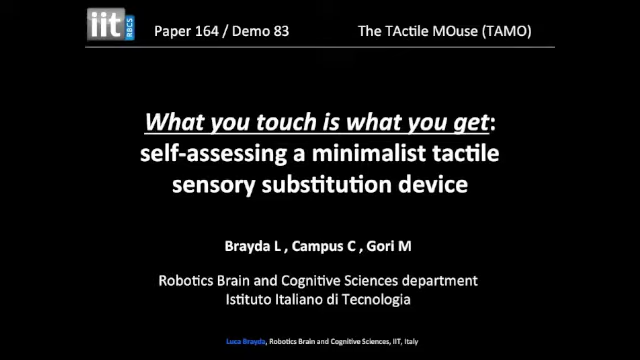 iit RBCS
Paper 164 / Demo 83
The TActile MOuse (TAMO)
What you touch is what you get:
self-assessing a minimalist tactile
sensory substitution device
Brayda L , Campus C , Gori M
Robotics Brain and Cognitive Sciences department
Istituto Italiano di Tecnologia
Luca Brayda, Robotics Brain and Cognitive Sciences, IIT, Italy